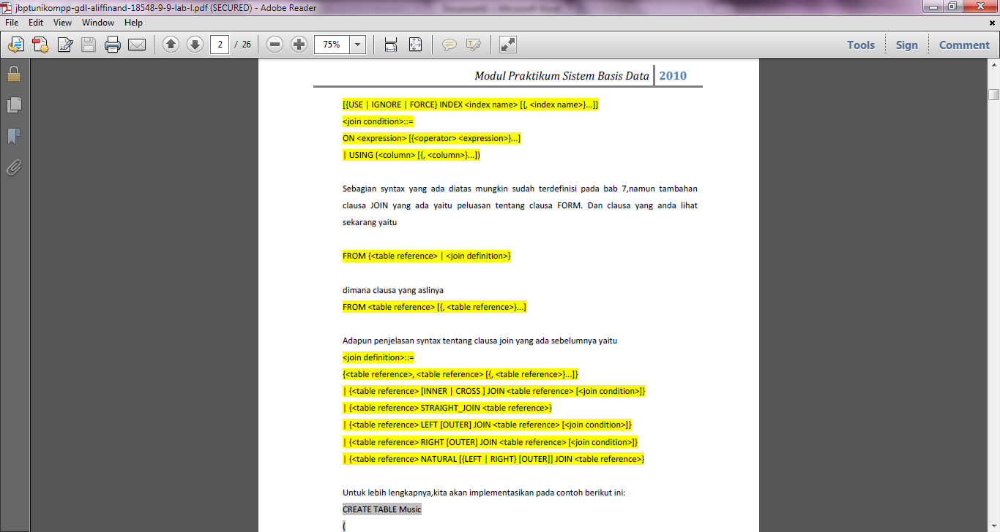 jbptunikompp-gdl-aliffinand-18548-9-9-lab-l.pdf (SECURED) - Adobe Reader
File Edit View Window Help
2 / 26 75% Tools Sign Comment
Modul Praktikum Sistem Basis Data 2010
[{USE | IGNORE | FORCE} INDEX <index name> [{, <index name>}...]]
<join condition>::=
ON <expression> [{<operator> <expression>}...]
| USING (<column> [{, <column>}...])
Sebagian syntax yang ada diatas mungkin sudah terdefinisi pada bab 7,namun tambahan
clausa JOIN yang ada yaitu peluasan tentang clausa FORM. Dan clausa yang anda lihat
sekarang yaitu
FROM {<table reference> | <join definition>}
dimana clausa yang aslinya
FROM <table reference> [{, <table reference>}...]
Adapun penjelasan syntax tentang clausa join yang ada sebelumnya yaitu
<join definition>::=
{<table reference>, <table reference> [{, <table reference>}...]}
| {<table reference> [INNER | CROSS ] JOIN <table reference> [<join condition>]}
| {<table reference> STRAIGHT_JOIN <table reference>}
| {<table reference> LEFT [OUTER] JOIN <table reference> [<join condition>]}
| {<table reference> RIGHT [OUTER] JOIN <table reference> [<join condition>]}
| {<table reference> NATURAL [{LEFT | RIGHT} [OUTER]] JOIN <table reference>}
Untuk lebih lengkapnya,kita akan implementasikan pada contoh berikut ini:
CREATE TABLE Music
(